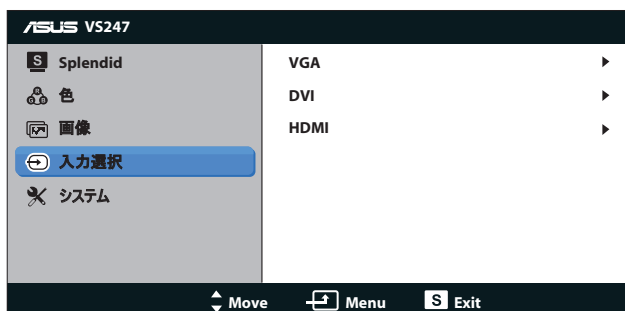 ASUS VS247
S Splendid
色
画像
入力選択
システム
VGA
DVI
HDMI
Move Menu S Exit